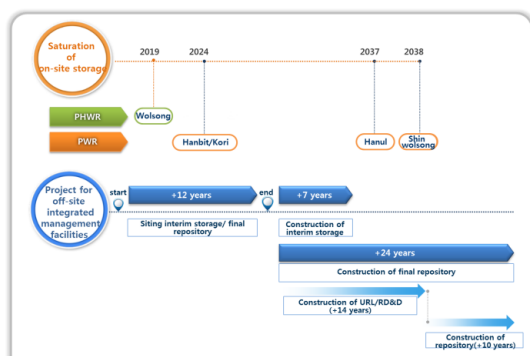 Saturation
of
on-site storage
2019
2024
2037
2038
PHWR
Wolsong
PWR
Hanbit/Kori
Hanul
Shin
wolsong
Project for
off-site
integrated
management
facilities
start
+12 years
end
+7 years
Siting interim storage/ final
repository
Construction of
interim storage
+24 years
Construction of final repository
Construction of URL/RD&D
(+14 years)
Construction of
repository(+10 years)